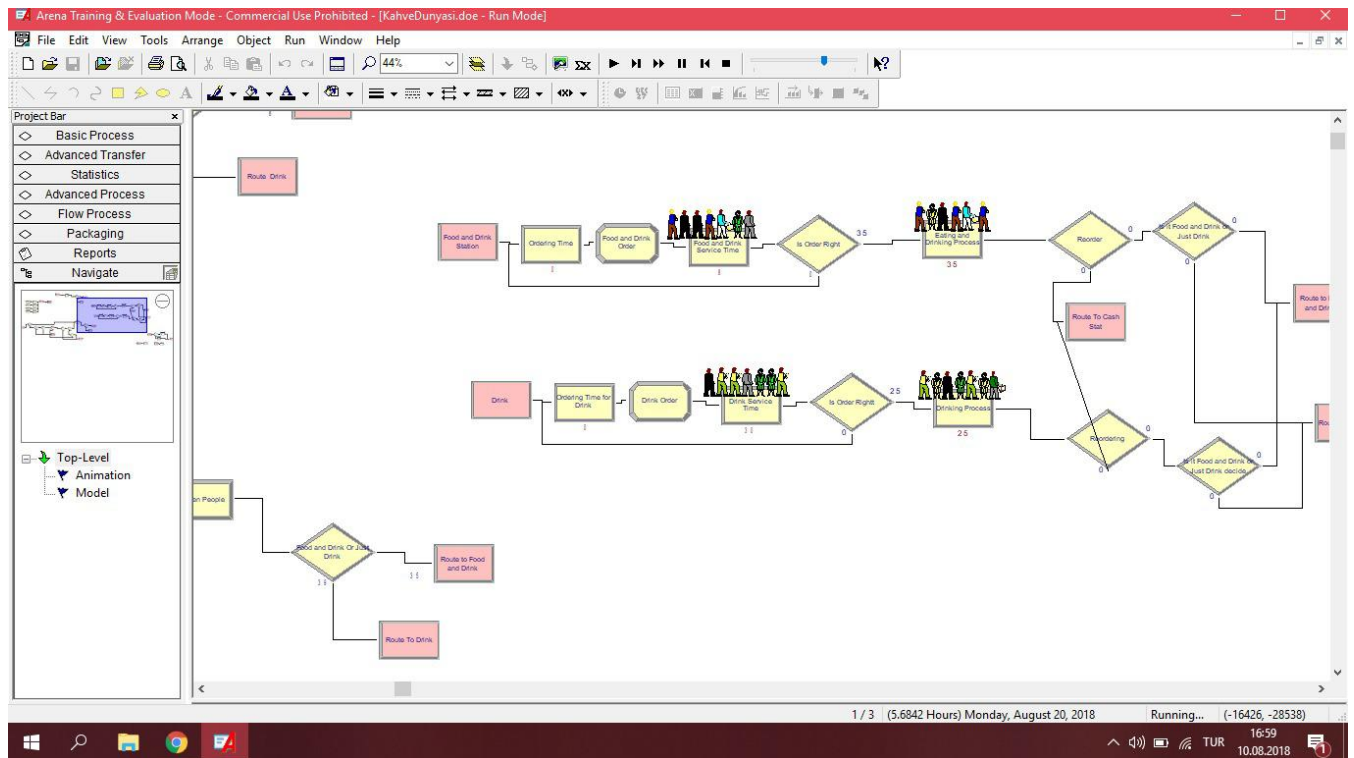 Arena Training & Evaluation Mode - Commercial Use Prohibited - [KahveDunyasi.doe - Run Mode]
File Edit View Tools Arrange Object Run Window Help
44%
Project Bar
Basic Process
Advanced Transfer
Statistics
Advanced Process
Flow Process
Packaging
Reports
Navigate
Top-Level
Animation
Model
Route Drink
Food and Drink
Station
Ordering Time
Food and Drink
Order
Food and Drink
Service Time
Is Order Right
35
Eating and
Drinking Process
35
Reorder
0
0
Is it Food and Drink or
Just Drink
0
0
Route To Cash
Stat
Route to
and
Drink
Ordering Time for
Drink
Drink Order
Drink Service
Time
Is Order Rightt
25
0
Drinking Process
25
Reordering
0
0
Is it Food and Drink or
Just Drink decide
0
0
en People
Food and Drink Or Just
Drink
Route to Food
and Drink
Route To Drink
1 / 3 (5.6842 Hours) Monday, August 20, 2018 Running... (-16426, -28538)
TUR
16:59
10.08.2018
1